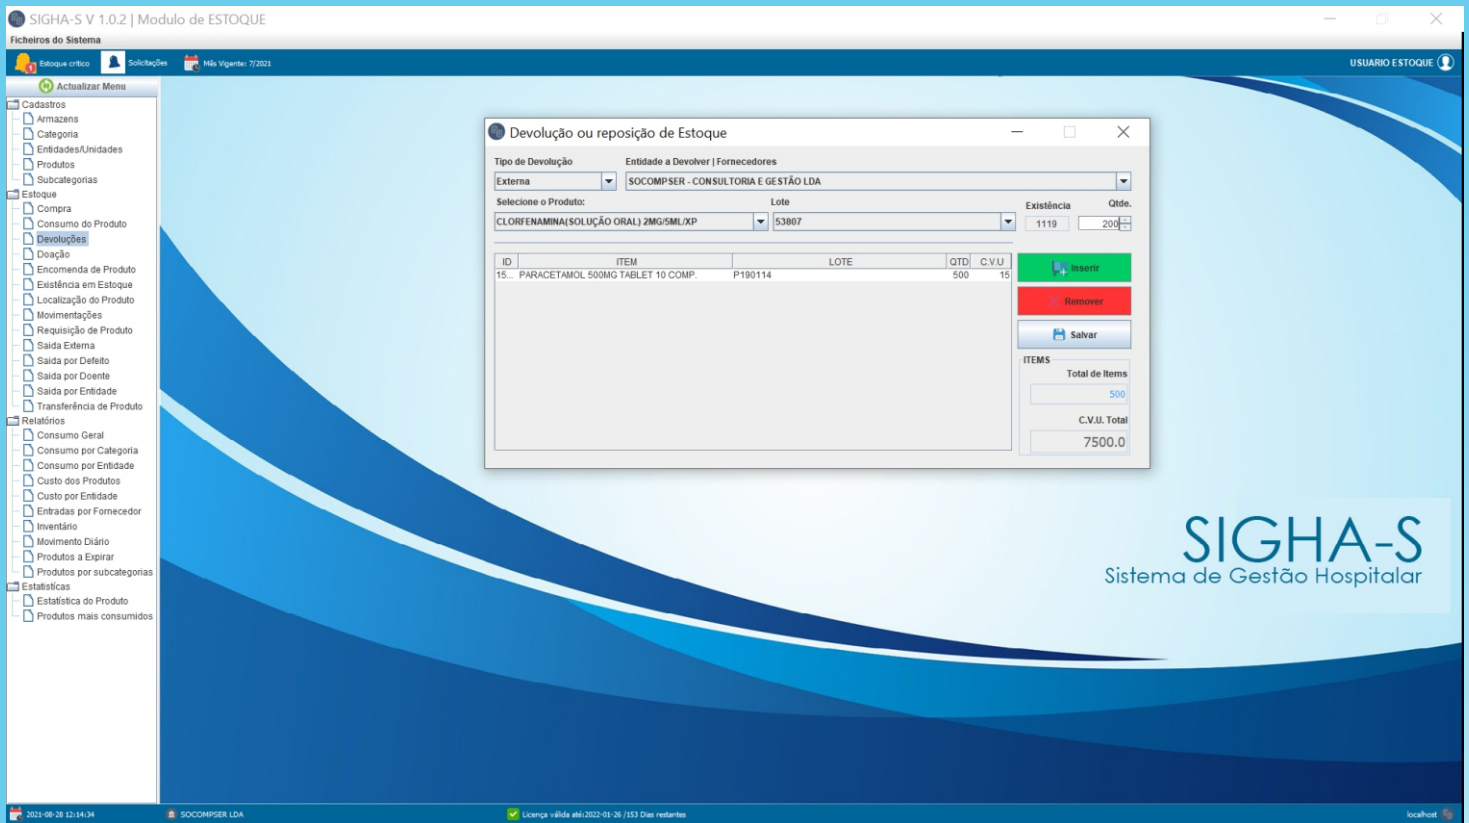 SIGHA-S V 1.0.2 | Modulo de ESTOQUE
Ficheiros do Sistema
1 Estoque critico Solicitações Mês Vigente: 7/2021 USUARIO ESTOQUE
Actualizar Menu
Cadastros
Armazens
Categoria
Entidades/Unidades
Produtos
Subcategorias
Estoque
Compra
Consumo do Produto
Devoluções
Doação
Encomenda de Produto
Existência em Estoque
Localização do Produto
Movimentações
Requisição de Produto
Saida Externa
Saida por Defeito
Saida por Doente
Saida por Entidade
Transferência de Produto
Relatórios
Consumo Geral
Consumo por Categoria
Consumo por Entidade
Custo dos Produtos
Custo por Entidade
Entradas por Fornecedor
Inventário
Movimento Diário
Produtos a Expirar
Produtos por subcategorias
Estatisticas
Estatística do Produto
Produtos mais consumidos
Devolução ou reposição de Estoque
Tipo de Devolução Entidade a Devolver | Fornecedores
Externa SOCOMPSER - CONSULTORIA E GESTÃO LDA
Selecione o Produto: Lote Existência Qtde.
CLORFENAMINA(SOLUÇÃO ORAL) 2MG/5ML/XP 53807 1119 200
ID ITEM LOTE QTD C.V.U
15... PARACETAMOL 500MG TABLET 10 COMP. P190114 500 15
Inserir
Remover
Salvar
ITEMS
Total de Items
500
C.V.U. Total
7500.0
SIGHA-S
Sistema de Gestão Hospitalar
2021-08-28 12:14:34 SOCOMPSER LDA Licença válida até:2022-01-26 /153 Dias restantes localhost